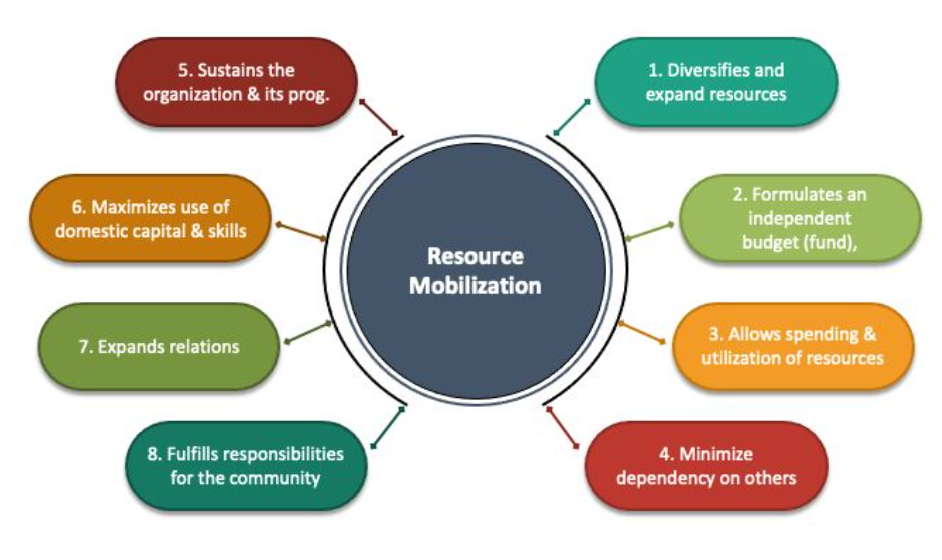 Resource
Mobilization
1. Diversifies and
expand resources
2. Formulates an
independent
budget (fund),
3. Allows spending &
utilization of resources
4. Minimize
dependency on others
5. Sustains the
organization & its prog.
6. Maximizes use of
domestic capital & skills
7. Expands relations
8. Fulfills responsibilities
for the community